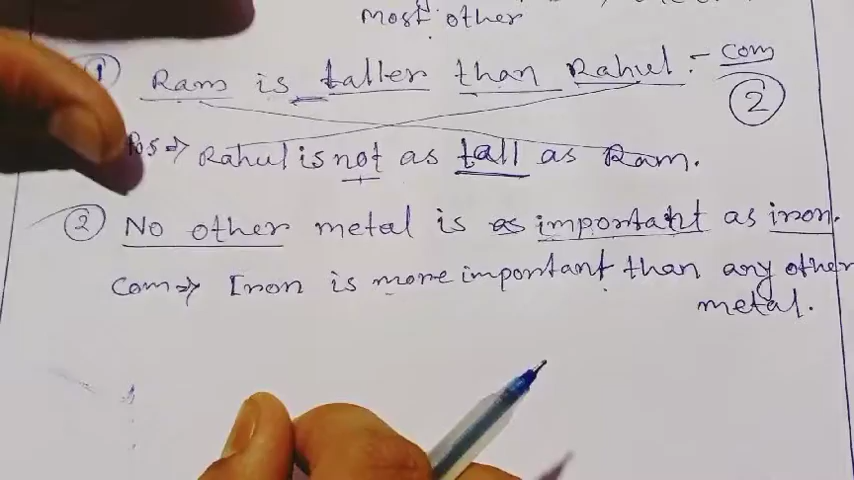 most other
① Ram is taller than Rahul. - com
②
Pos ⇒ Rahul is not as tall as Ram.
② No other metal is as important as iron.
Com ⇒ Iron is more important than any other
metal.